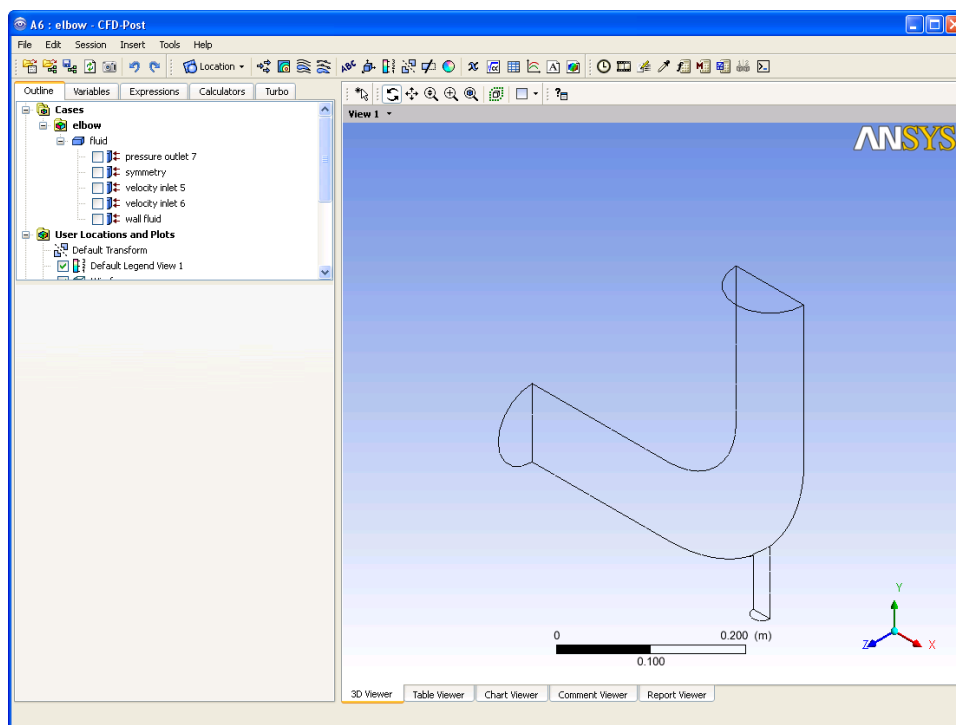 A6 : elbow - CFD-Post
File Edit Session Insert Tools Help
Location
Outline Variables Expressions Calculators Turbo
View 1
ANSYS
Cases
elbow
fluid
pressure outlet 7
symmetry
velocity inlet 5
velocity inlet 6
wall fluid
User Locations and Plots
Default Transform
Default Legend View 1
0 0.200 (m)
0.100
Y
Z X
3D Viewer Table Viewer Chart Viewer Comment Viewer Report Viewer